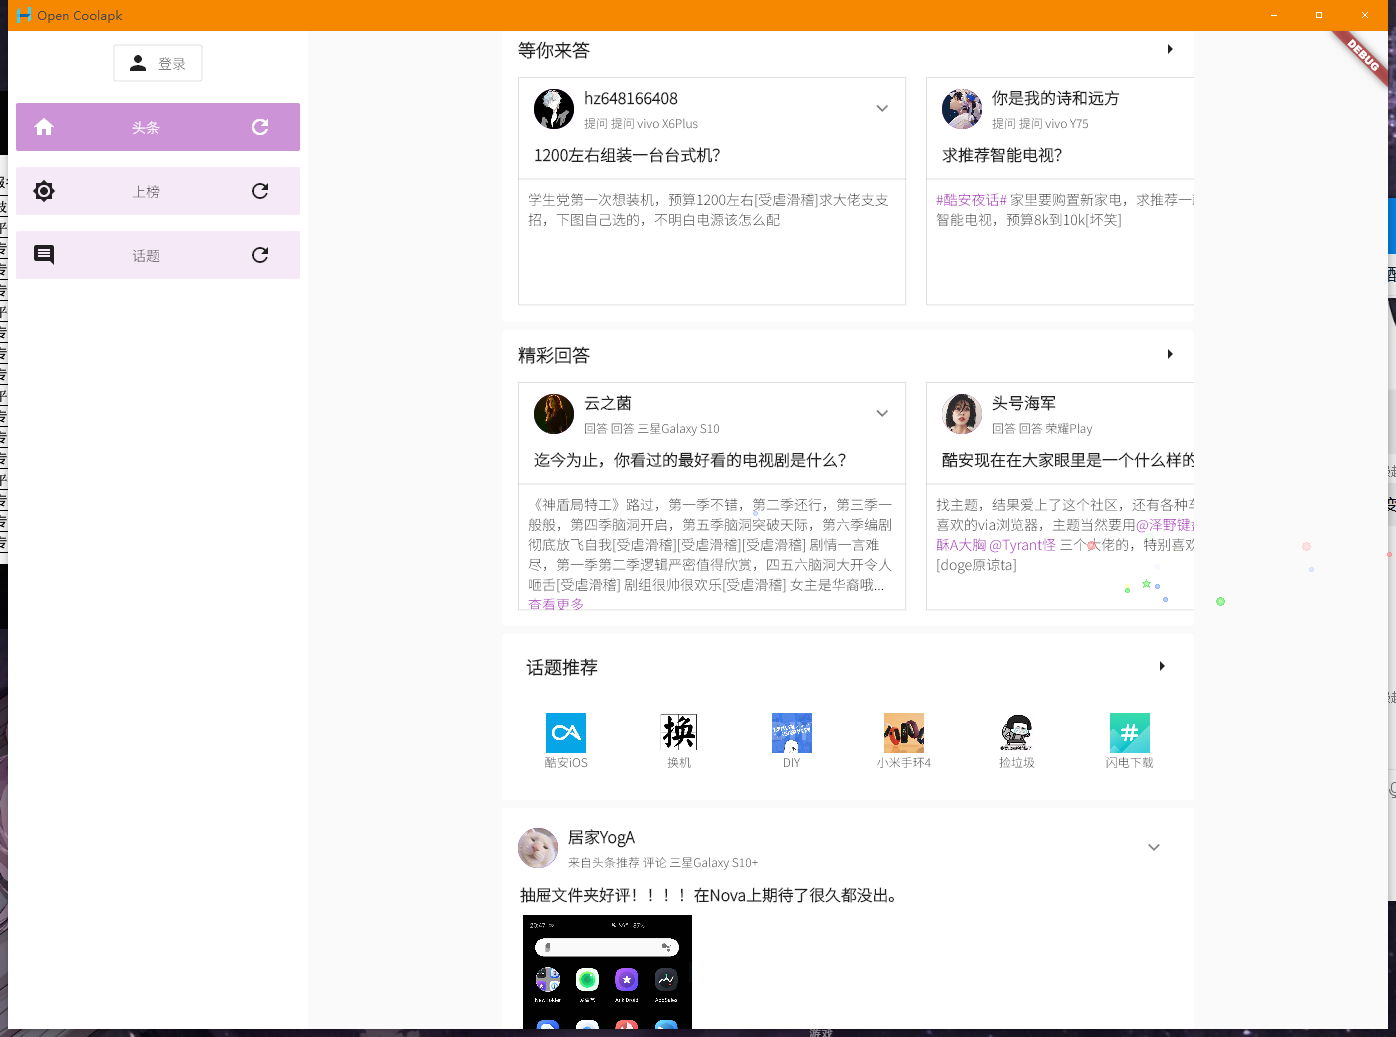 Open Coolapk
DEBUG
登录
头条
上榜
话题
等你来答
hz648166408
提问 提问 vivo X6Plus
1200左右组装一台台式机？
学生党第一次想装机，预算1200左右[受虐滑稽]求大佬支支
招，下图自己选的，不明白电源该怎么配
你是我的诗和远方
提问 提问 vivo Y75
求推荐智能电视？
#酷安夜话# 家里要购置新家电，求推荐一
智能电视，预算8k到10k[坏笑]
精彩回答
云之菌
回答 回答 三星Galaxy S10
迄今为止，你看过的最好看的电视剧是什么？
《神盾局特工》路过，第一季不错，第二季还行，第三季一
般般，第四季脑洞开启，第五季脑洞突破天际，第六季编剧
彻底放飞自我[受虐滑稽][受虐滑稽][受虐滑稽] 剧情一言难
尽，第一季第二季逻辑严密值得欣赏，四五六脑洞大开令人
咂舌[受虐滑稽] 剧组很帅很欢乐[受虐滑稽] 女主是华裔哦...
查看更多
头号海军
回答 回答 荣耀Play
酷安现在在大家眼里是一个什么样的
找主题，结果爱上了这个社区，还有各种
喜欢的via浏览器，主题当然要用@泽野键
酥A大胸 @Tyrant怪 三个大佬的，特别喜欢
[doge原谅ta]
话题推荐
酷安iOS
换机
DIY
小米手环4
捡垃圾
闪电下载
居家YogA
来自头条推荐 评论 三星Galaxy S10+
抽屉文件夹好评！！！！在Nova上期待了很久都没出。
20:47
87%
New folder
AnkiDroid
AppSales
游戏